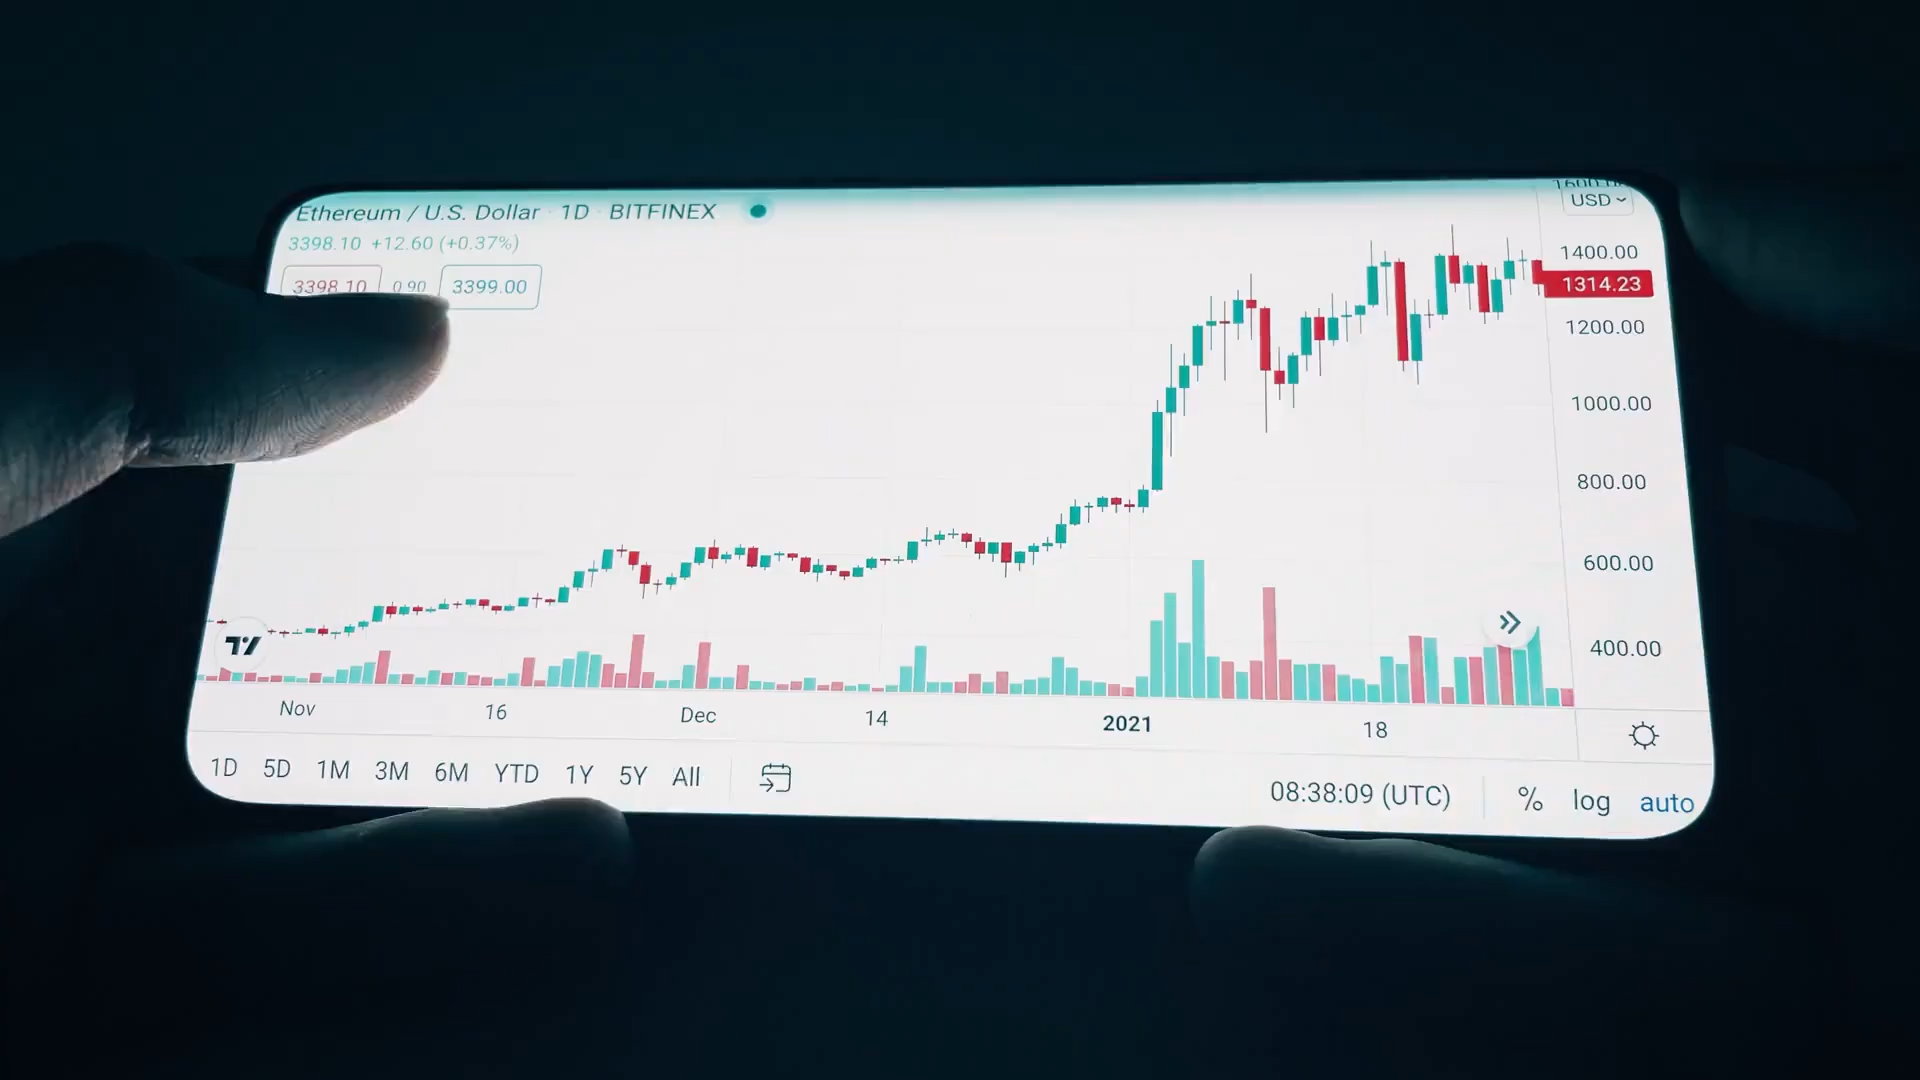 Ethereum / U.S. Dollar · 1D · BITFINEX
USD
3398.10 +12.60 (+0.37%)
3398.10 0.90 3399.00
1400.00
1314.23
1200.00
1000.00
800.00
600.00
400.00
Nov 16 Dec 14 2021 18
1D 5D 1M 3M 6M YTD 1Y 5Y All
08:38:09 (UTC) % log auto